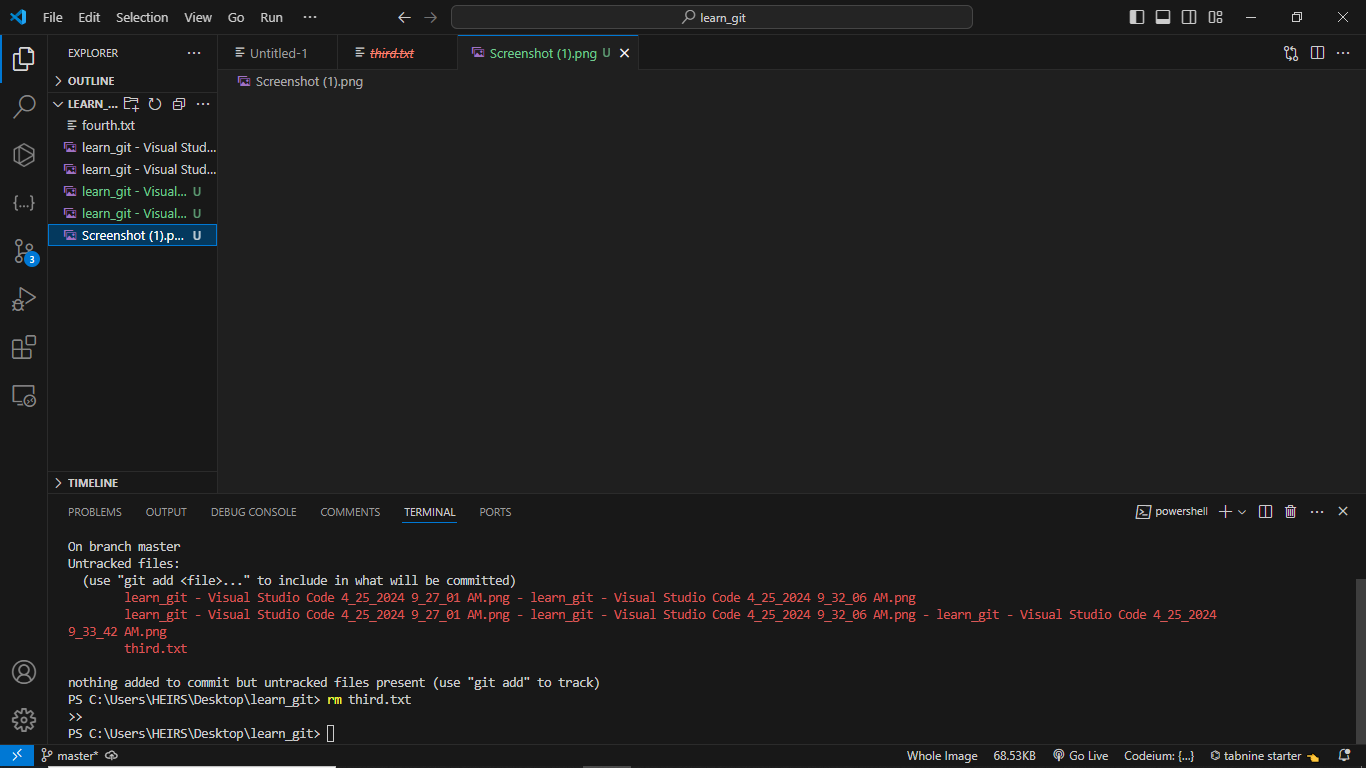 File Edit Selection View Go Run ··· learn_git
EXPLORER ···
OUTLINE
LEARN_... ···
fourth.txt
learn_git - Visual Stud...
learn_git - Visual Stud...
learn_git - Visual... U
learn_git - Visual... U
Screenshot (1).p... U
TIMELINE
Untitled-1 third.txt Screenshot (1).png U
Screenshot (1).png
3
PROBLEMS OUTPUT DEBUG CONSOLE COMMENTS TERMINAL PORTS powershell ···
On branch master
Untracked files:
(use "git add <file>..." to include in what will be committed)
learn_git - Visual Studio Code 4_25_2024 9_27_01 AM.png - learn_git - Visual Studio Code 4_25_2024 9_32_06 AM.png
learn_git - Visual Studio Code 4_25_2024 9_27_01 AM.png - learn_git - Visual Studio Code 4_25_2024 9_32_06 AM.png - learn_git - Visual Studio Code 4_25_2024
9_33_42 AM.png
third.txt
nothing added to commit but untracked files present (use "git add" to track)
PS C:\Users\HEIRS\Desktop\learn_git> rm third.txt
>>
PS C:\Users\HEIRS\Desktop\learn_git>
master* Whole Image 68.53KB Go Live Codeium: {...} tabnine starter